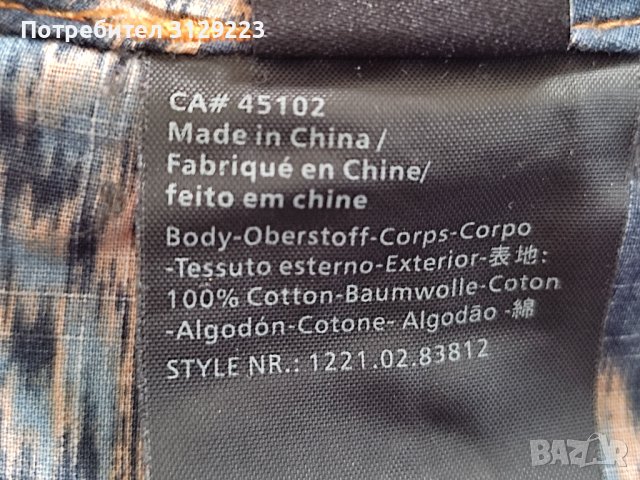 Потребител 3129223
CA# 45102
Made in China /
Fabriqué en Chine/
feito em chine
Body-Oberstoff-Corps-Corpo
-Tessuto esterno-Exterior-表地:
100% Cotton-Baumwolle-Coton
-Algodón-Cotone- Algodão -綿
STYLE NR.: 1221.02.83812
BAZAR